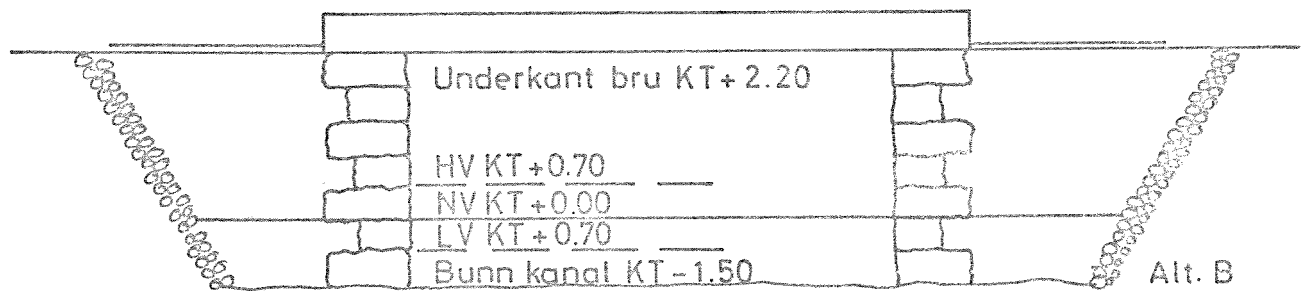 Underkant bru KT+2.20
HV KT+0.70
NV KT+0.00
LV KT+0.70
Bunn kanal KT-1.50
Alt. B